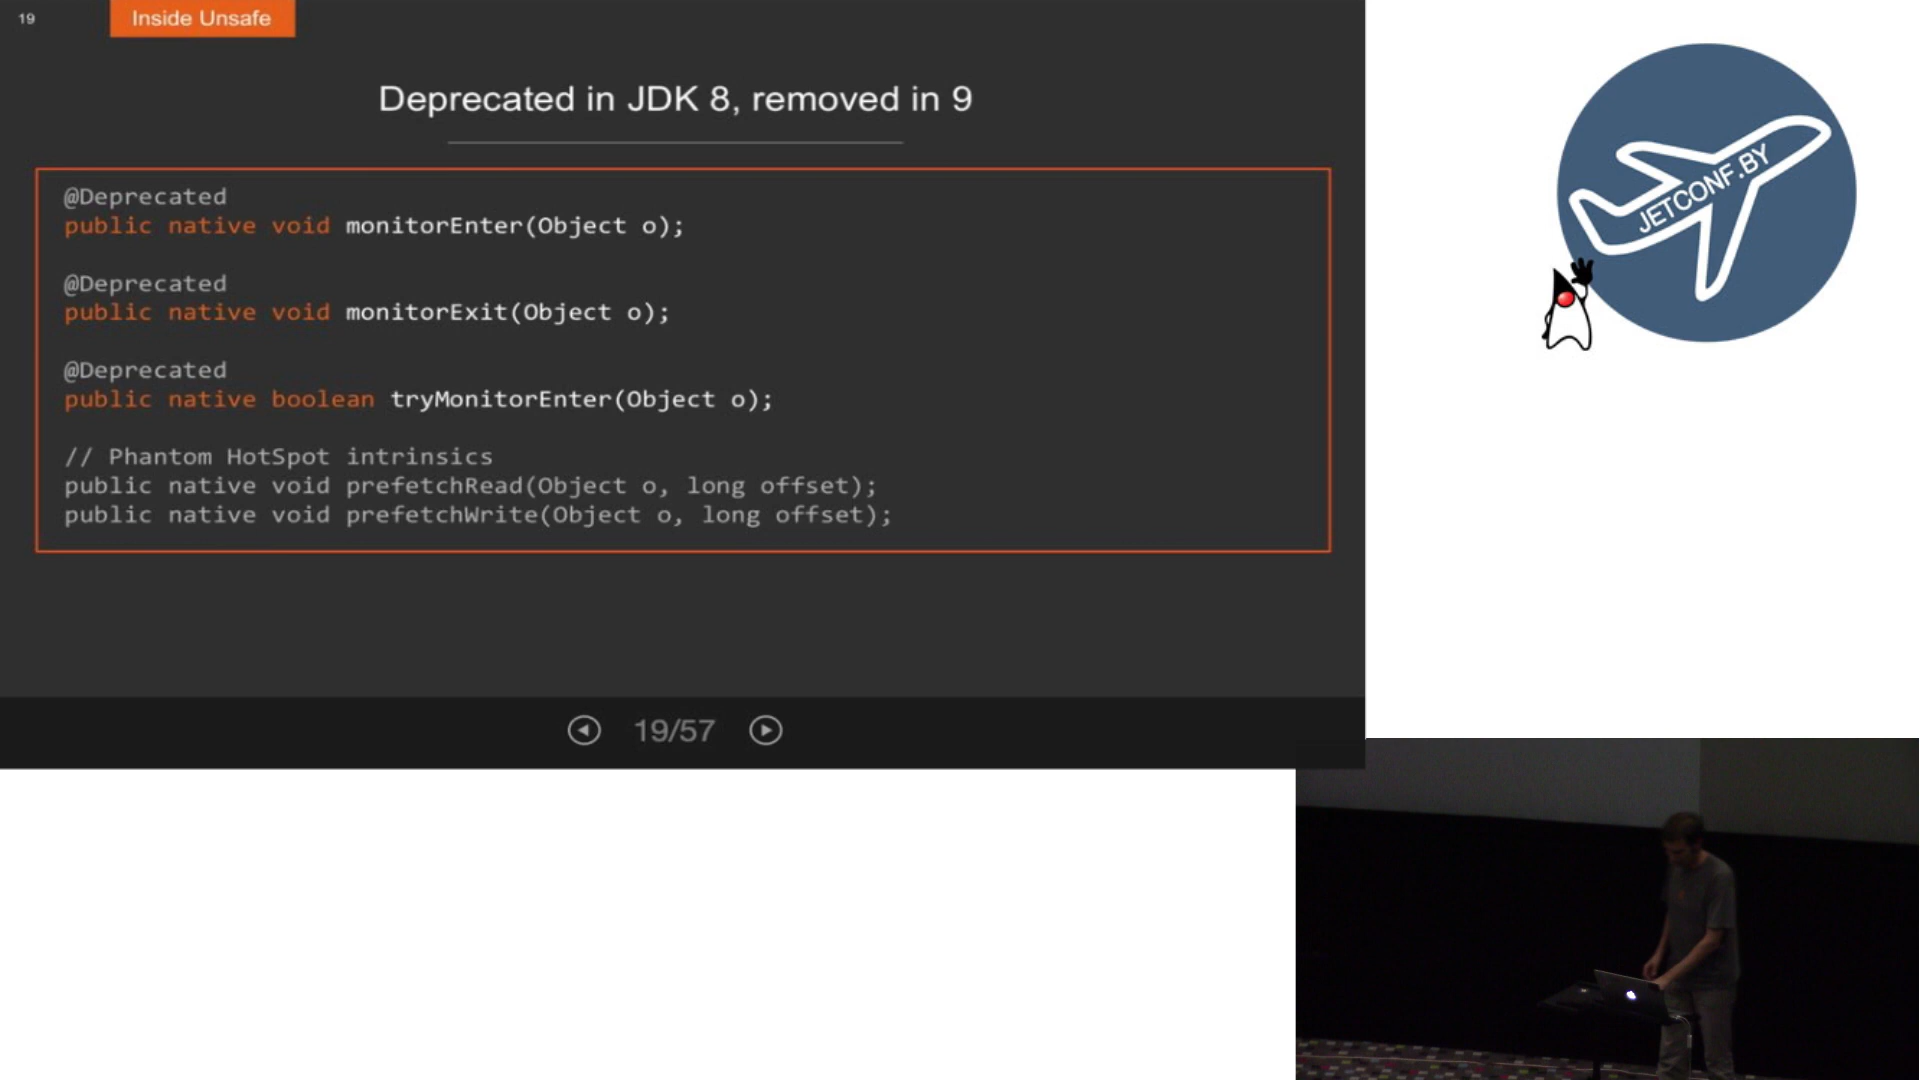 19
Inside Unsafe
Deprecated in JDK 8, removed in 9
@Deprecated
public native void monitorEnter(Object o);
@Deprecated
public native void monitorExit(Object o);
@Deprecated
public native boolean tryMonitorEnter(Object o);
// Phantom HotSpot intrinsics
public native void prefetchRead(Object o, long offset);
public native void prefetchWrite(Object o, long offset);
19/57
JETCONF.BY